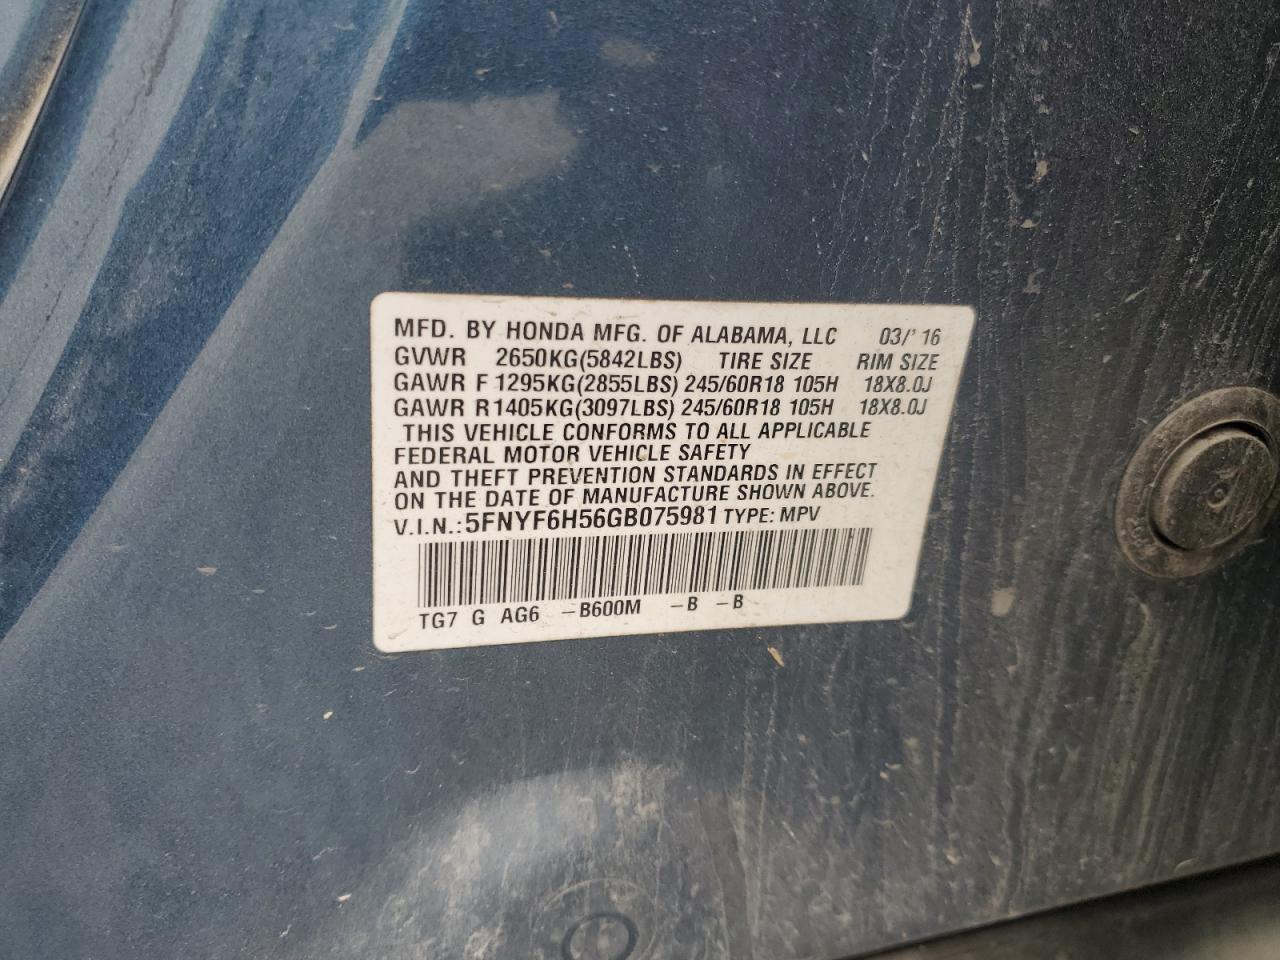 MFD. BY HONDA MFG. OF ALABAMA, LLC 03/'16
GVWR 2650KG(5842LBS) TIRE SIZE RIM SIZE
GAWR F 1295KG(2855LBS) 245/60R18 105H 18X8.0J
GAWR R1405KG(3097LBS) 245/60R18 105H 18X8.0J
THIS VEHICLE CONFORMS TO ALL APPLICABLE
FEDERAL MOTOR VEHICLE SAFETY
AND THEFT PREVENTION STANDARDS IN EFFECT
ON THE DATE OF MANUFACTURE SHOWN ABOVE.
V.I.N.:5FNYF6H56GB075981 TYPE: MPV
TG7 G AG6 –B600M –B –B